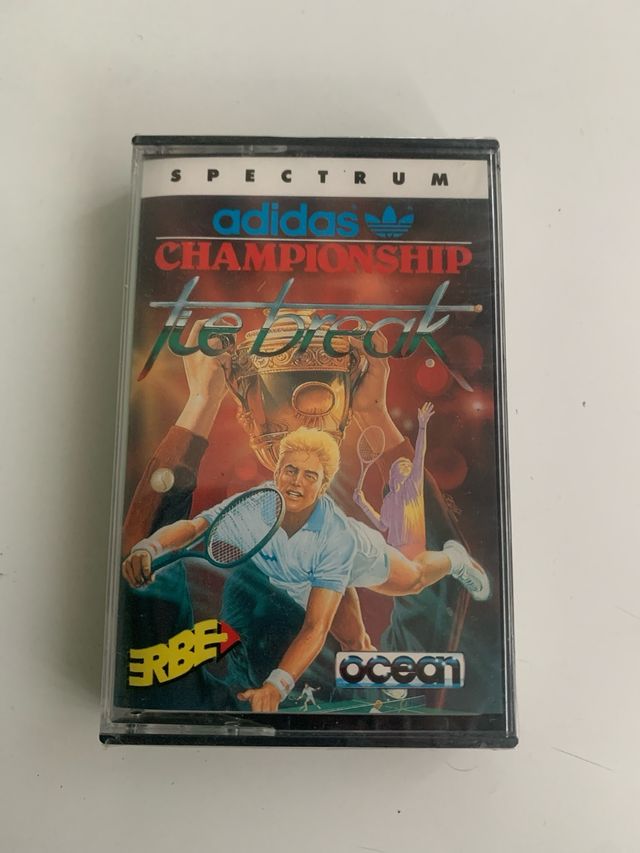 SPECTRUM
adidas
CHAMPIONSHIP
tie break
ERBE
ocean